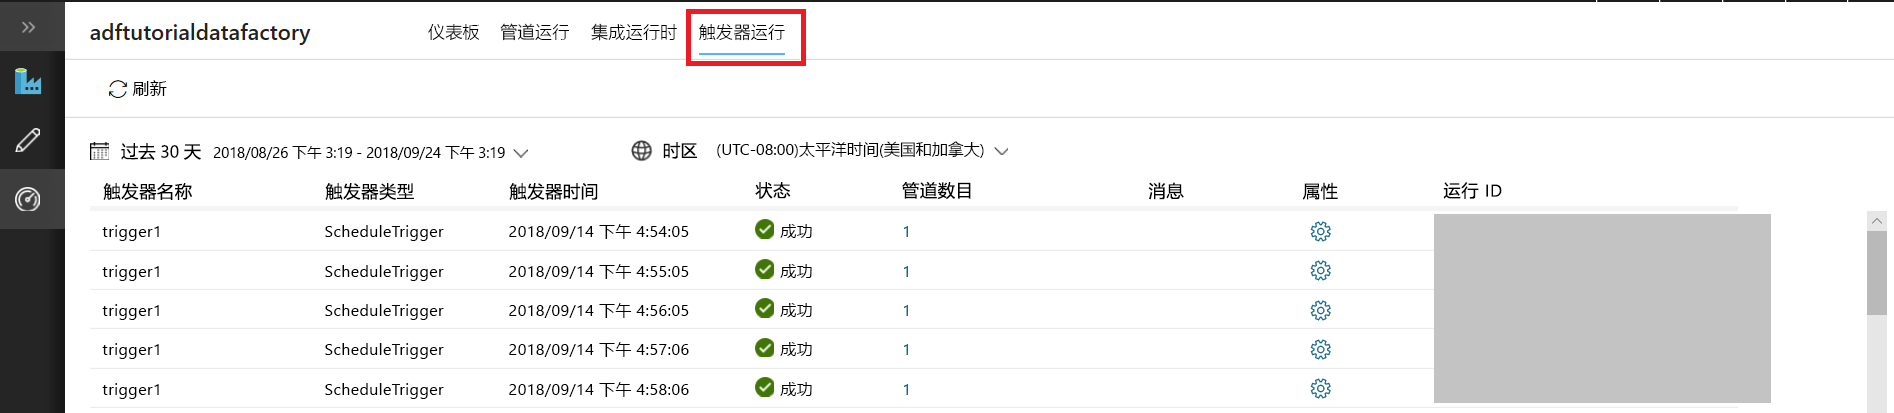 adftutorialdatafactory 仪表板 管道运行 集成运行时 触发器运行
刷新
过去 30 天 2018/08/26 下午 3:19 - 2018/09/24 下午 3:19 时区 (UTC-08:00)太平洋时间(美国和加拿大)
触发器名称 触发器类型 触发器时间 状态 管道数目 消息 属性 运行 ID
trigger1 ScheduleTrigger 2018/09/14 下午 4:54:05 成功 1
trigger1 ScheduleTrigger 2018/09/14 下午 4:55:05 成功 1
trigger1 ScheduleTrigger 2018/09/14 下午 4:56:05 成功 1
trigger1 ScheduleTrigger 2018/09/14 下午 4:57:06 成功 1
trigger1 ScheduleTrigger 2018/09/14 下午 4:58:06 成功 1